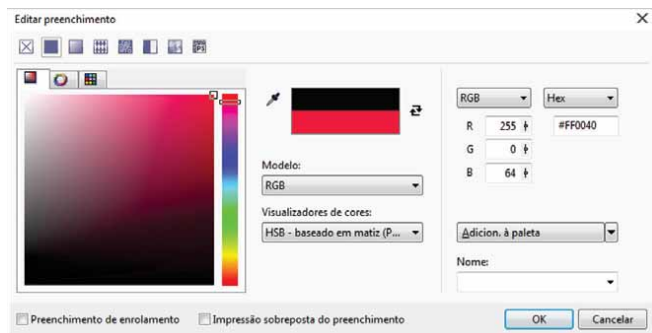 Editar preenchimento
RGB
Hex
R 255 #FF0040
G 0
B 64
Modelo:
RGB
Visualizadores de cores:
HSB - baseado em matiz (P...
Adicion. à paleta
Nome:
Preenchimento de enrolamento
Impressão sobreposta do preenchimento
OK
Cancelar